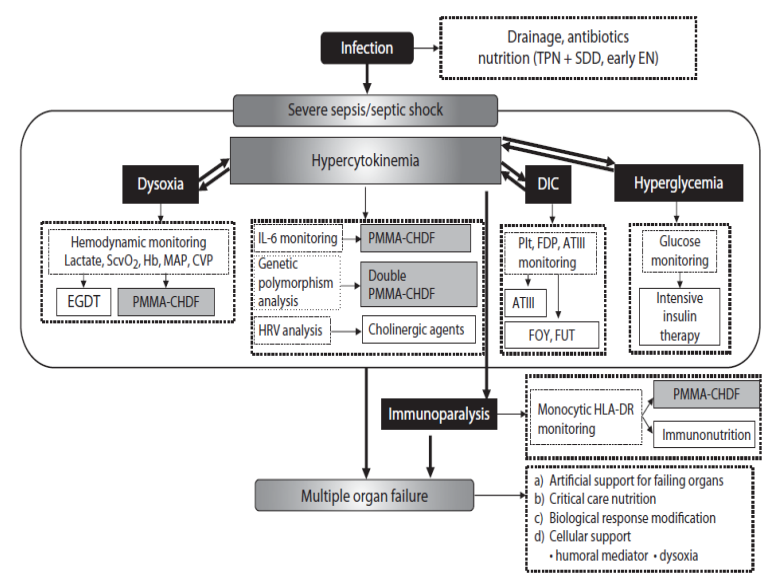 Infection
Drainage, antibiotics
nutrition (TPN + SDD, early EN)
Severe sepsis/septic shock
Hypercytokinemia
Dysoxia
DIC
Hyperglycemia
Hemodynamic monitoring
Lactate, ScvO₂, Hb, MAP, CVP
EGDT
PMMA-CHDF
IL-6 monitoring
PMMA-CHDF
Genetic
polymorphism
analysis
Double
PMMA-CHDF
HRV analysis
Cholinergic agents
Plt, FDP, ATIII
monitoring
ATIII
FOY, FUT
Glucose
monitoring
Intensive
insulin
therapy
Immunoparalysis
Monocytic HLA-DR
monitoring
PMMA-CHDF
Immunonutrition
Multiple organ failure
a) Artificial support for failing organs
b) Critical care nutrition
c) Biological response modification
d) Cellular support
• humoral mediator • dysoxia